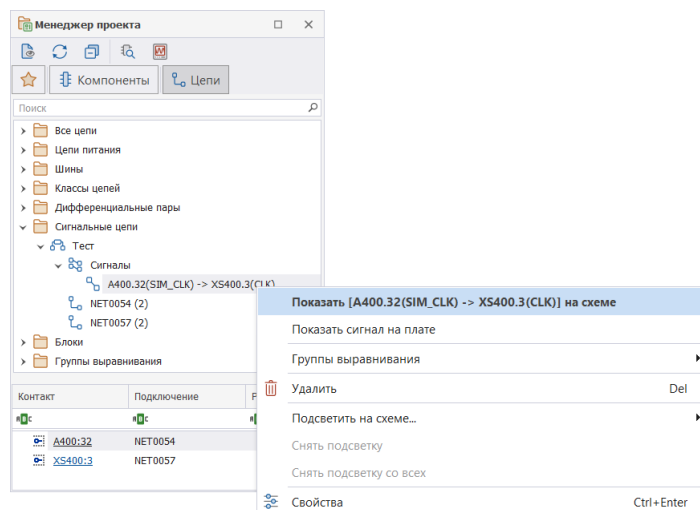 Менеджер проекта
Компоненты
Цепи
Поиск
Все цепи
Цепи питания
Шины
Классы цепей
Дифференциальные пары
Сигнальные цепи
Тест
Сигналы
A400.32(SIM_CLK) -> XS400.3(CLK)
NET0054 (2)
NET0057 (2)
Блоки
Группы выравнивания
Показать [A400.32(SIM_CLK) -> XS400.3(CLK)] на схеме
Показать сигнал на плате
Группы выравнивания
Удалить Del
Подсветить на схеме...
Снять подсветку
Снять подсветку со всех
Свойства Ctrl+Enter
Контакт Подключение
A400:32 NET0054
XS400:3 NET0057